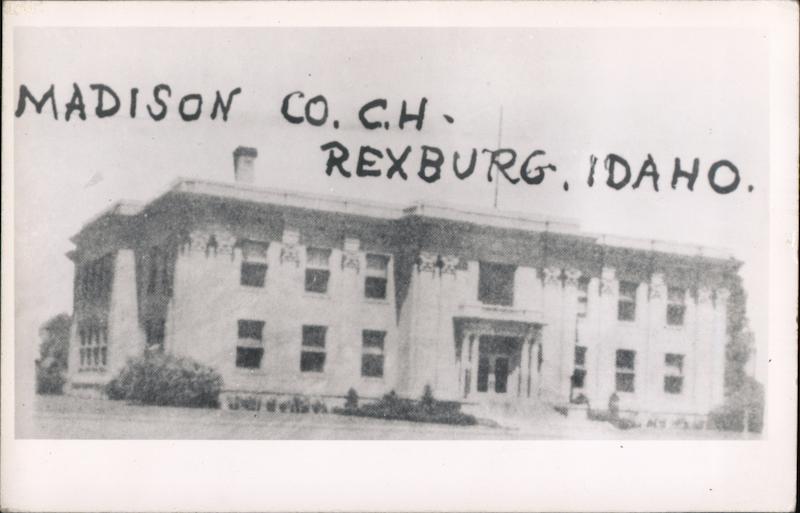 MADISON CO. C.H-
REXBURG, IDAHO.